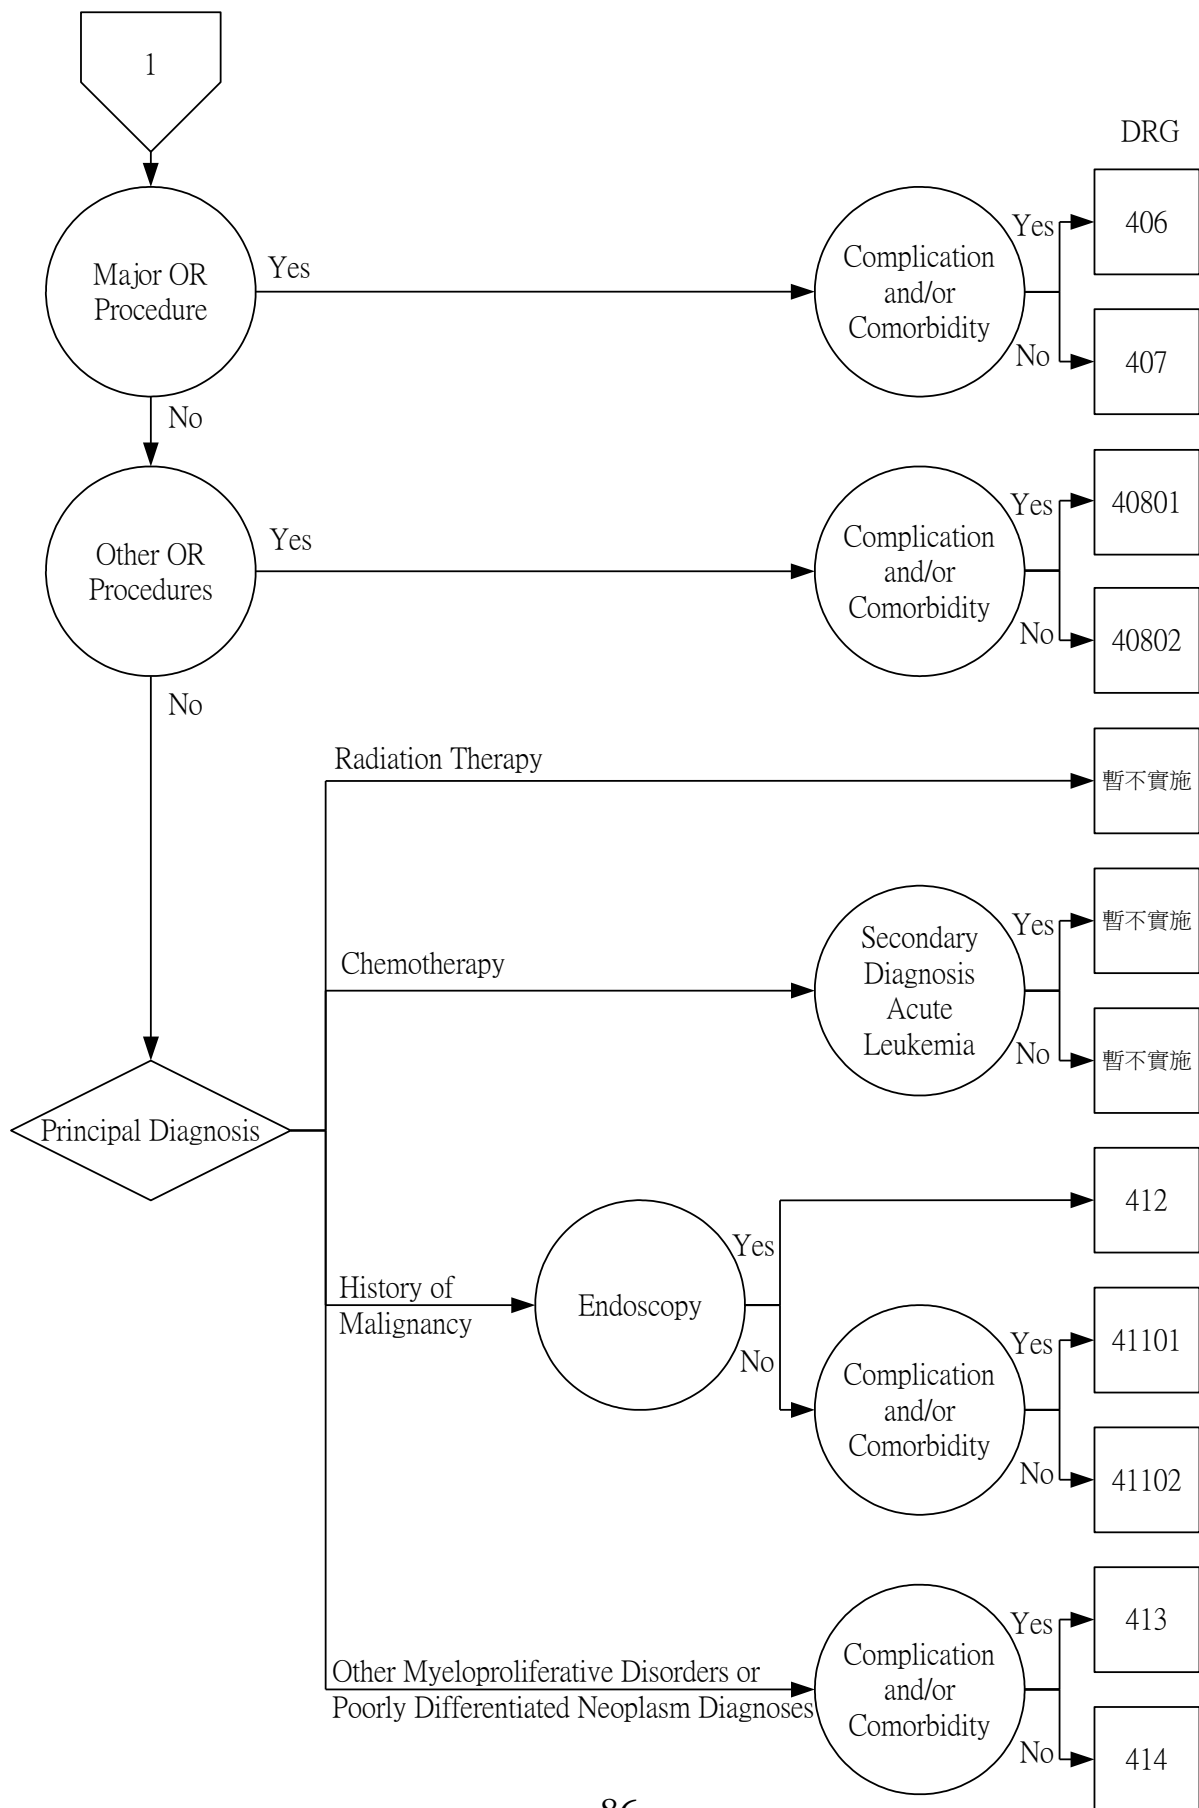 1
DRG
Major OR
Procedure
Yes
Complication
and/or
Comorbidity
Yes
406
No
407
No
Other OR
Procedures
Yes
Complication
and/or
Comorbidity
Yes
40801
No
40802
No
Radiation Therapy
暫不實施
Chemotherapy
Secondary
Diagnosis
Acute
Leukemia
Yes
暫不實施
No
暫不實施
Principal Diagnosis
History of
Malignancy
Endoscopy
Yes
412
No
Complication
and/or
Comorbidity
Yes
41101
No
41102
Other Myeloproliferative Disorders or
Poorly Differentiated Neoplasm Diagnoses
Complication
and/or
Comorbidity
Yes
413
No
414
86